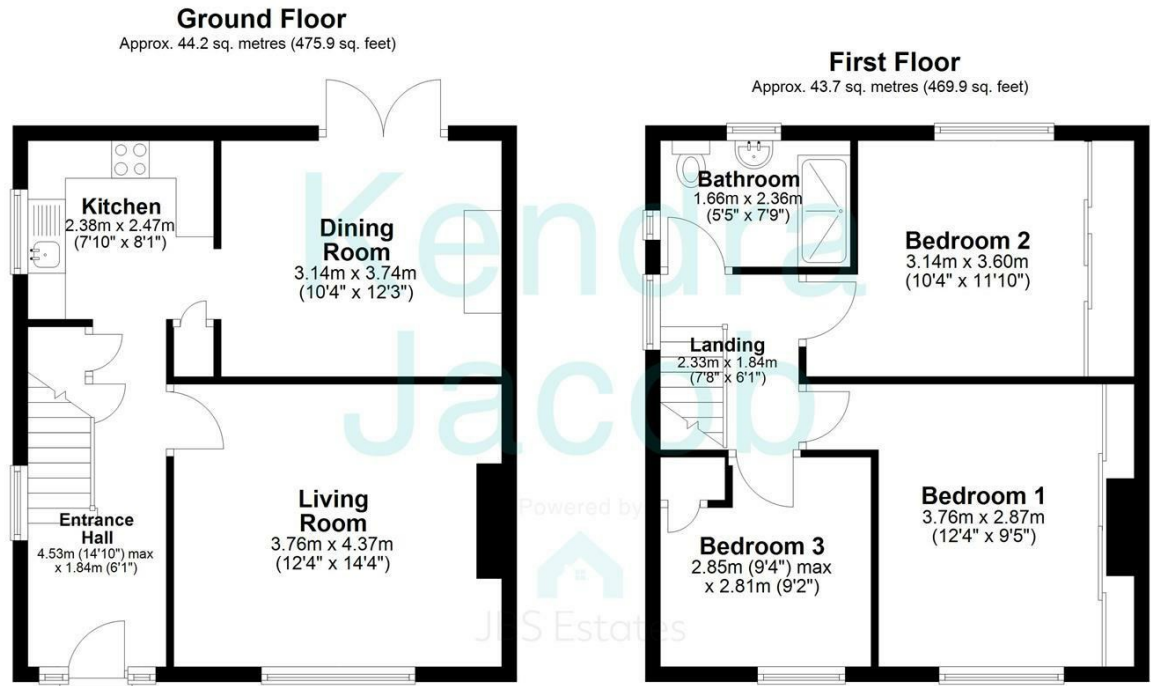 Ground Floor
Approx. 44.2 sq. metres (475.9 sq. feet)
Kitchen
2.38m x 2.47m
(7'10" x 8'1")
Dining
Room
3.14m x 3.74m
(10'4" x 12'3")
Living
Room
3.76m x 4.37m
(12'4" x 14'4")
Entrance
Hall
4.53m (14'10") max
x 1.84m (6'1")
First Floor
Approx. 43.7 sq. metres (469.9 sq. feet)
Bathroom
1.66m x 2.36m
(5'5" x 7'9")
Bedroom 2
3.14m x 3.60m
(10'4" x 11'10")
Landing
2.33m x 1.84m
(7'8" x 6'1")
Bedroom 1
3.76m x 2.87m
(12'4" x 9'5")
Bedroom 3
2.85m (9'4") max
x 2.81m (9'2")
Kendra
Jacob
Powered by
JBS Estates